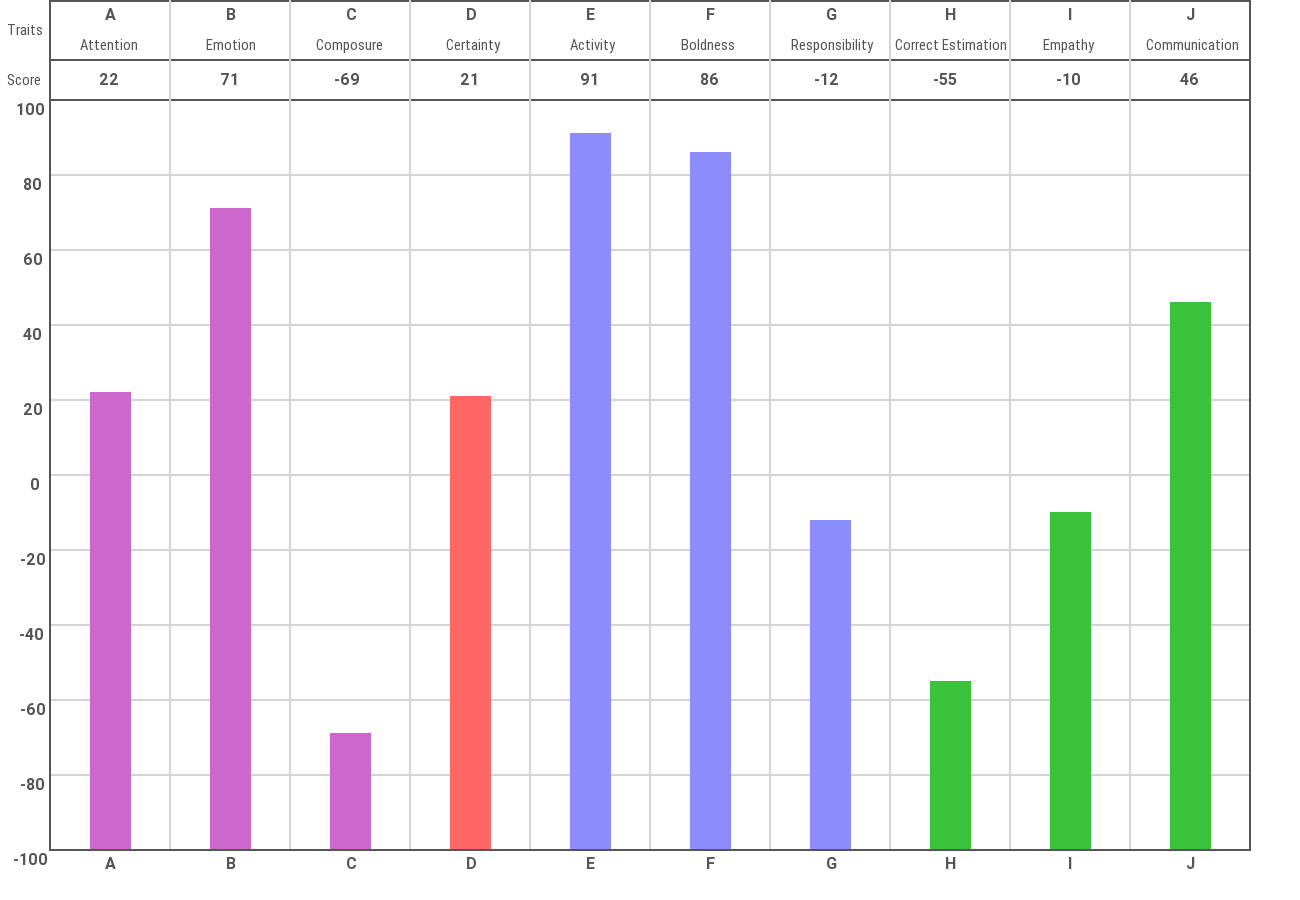 A B C D E F G H I J
Traits
Attention Emotion Composure Certainty Activity Boldness Responsibility Correct Estimation Empathy Communication
Score 22 71 -69 21 91 86 -12 -55 -10 46
100
80
60
40
20
0
-20
-40
-60
-80
-100
A B C D E F G H I J